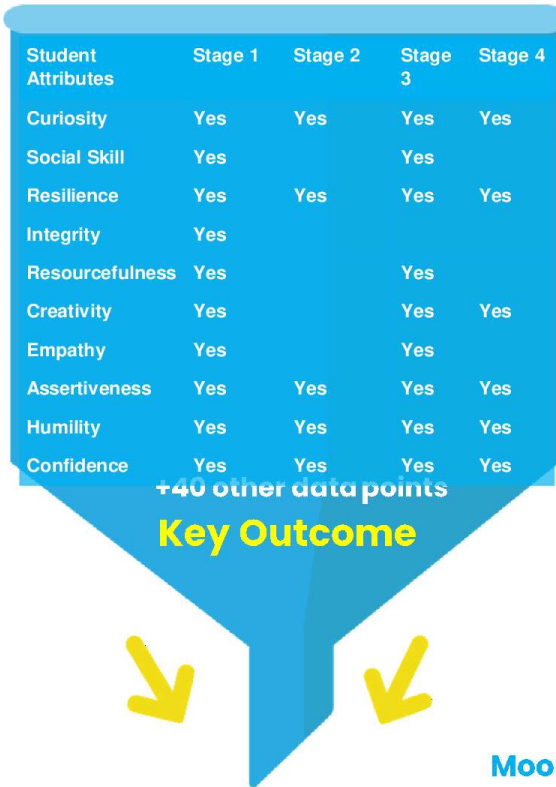 Student Attributes Stage 1 Stage 2 Stage 3 Stage 4
Curiosity Yes Yes Yes Yes
Social Skill Yes Yes
Resilience Yes Yes Yes Yes
Integrity Yes
Resourcefulness Yes Yes
Creativity Yes Yes Yes
Empathy Yes Yes
Assertiveness Yes Yes Yes Yes
Humility Yes Yes Yes Yes
Confidence Yes Yes Yes Yes
+40 other data points
Key Outcome
Moo